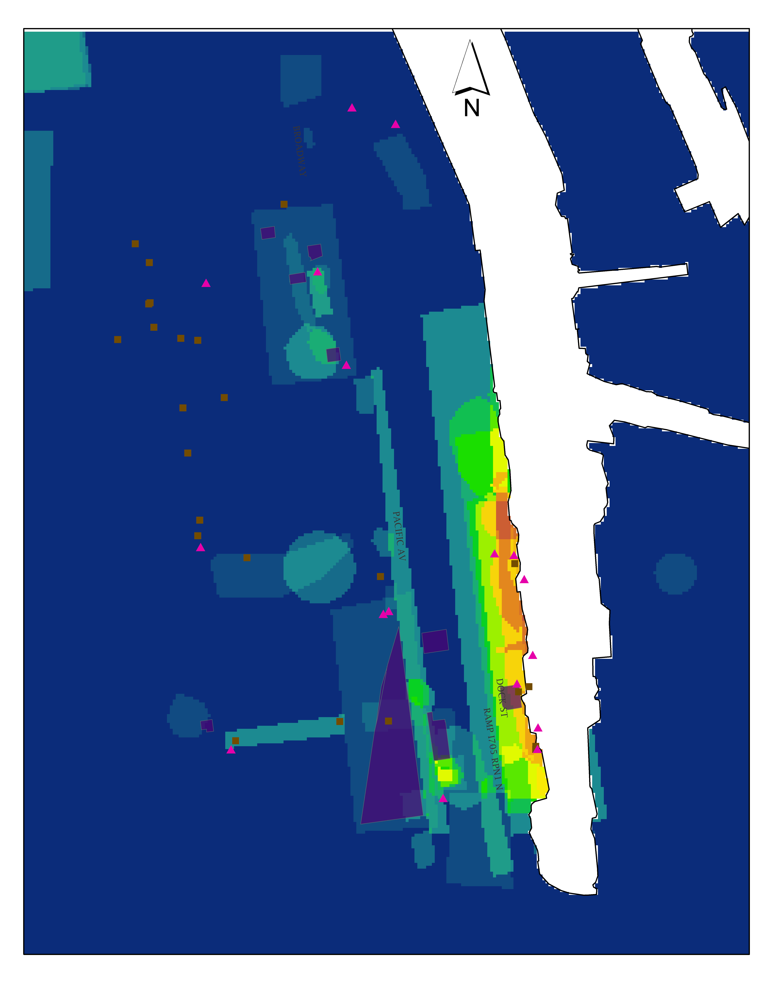 N
BROADWAY
PACIFIC AV
DOCK ST
RAMP I705 RPN1 N